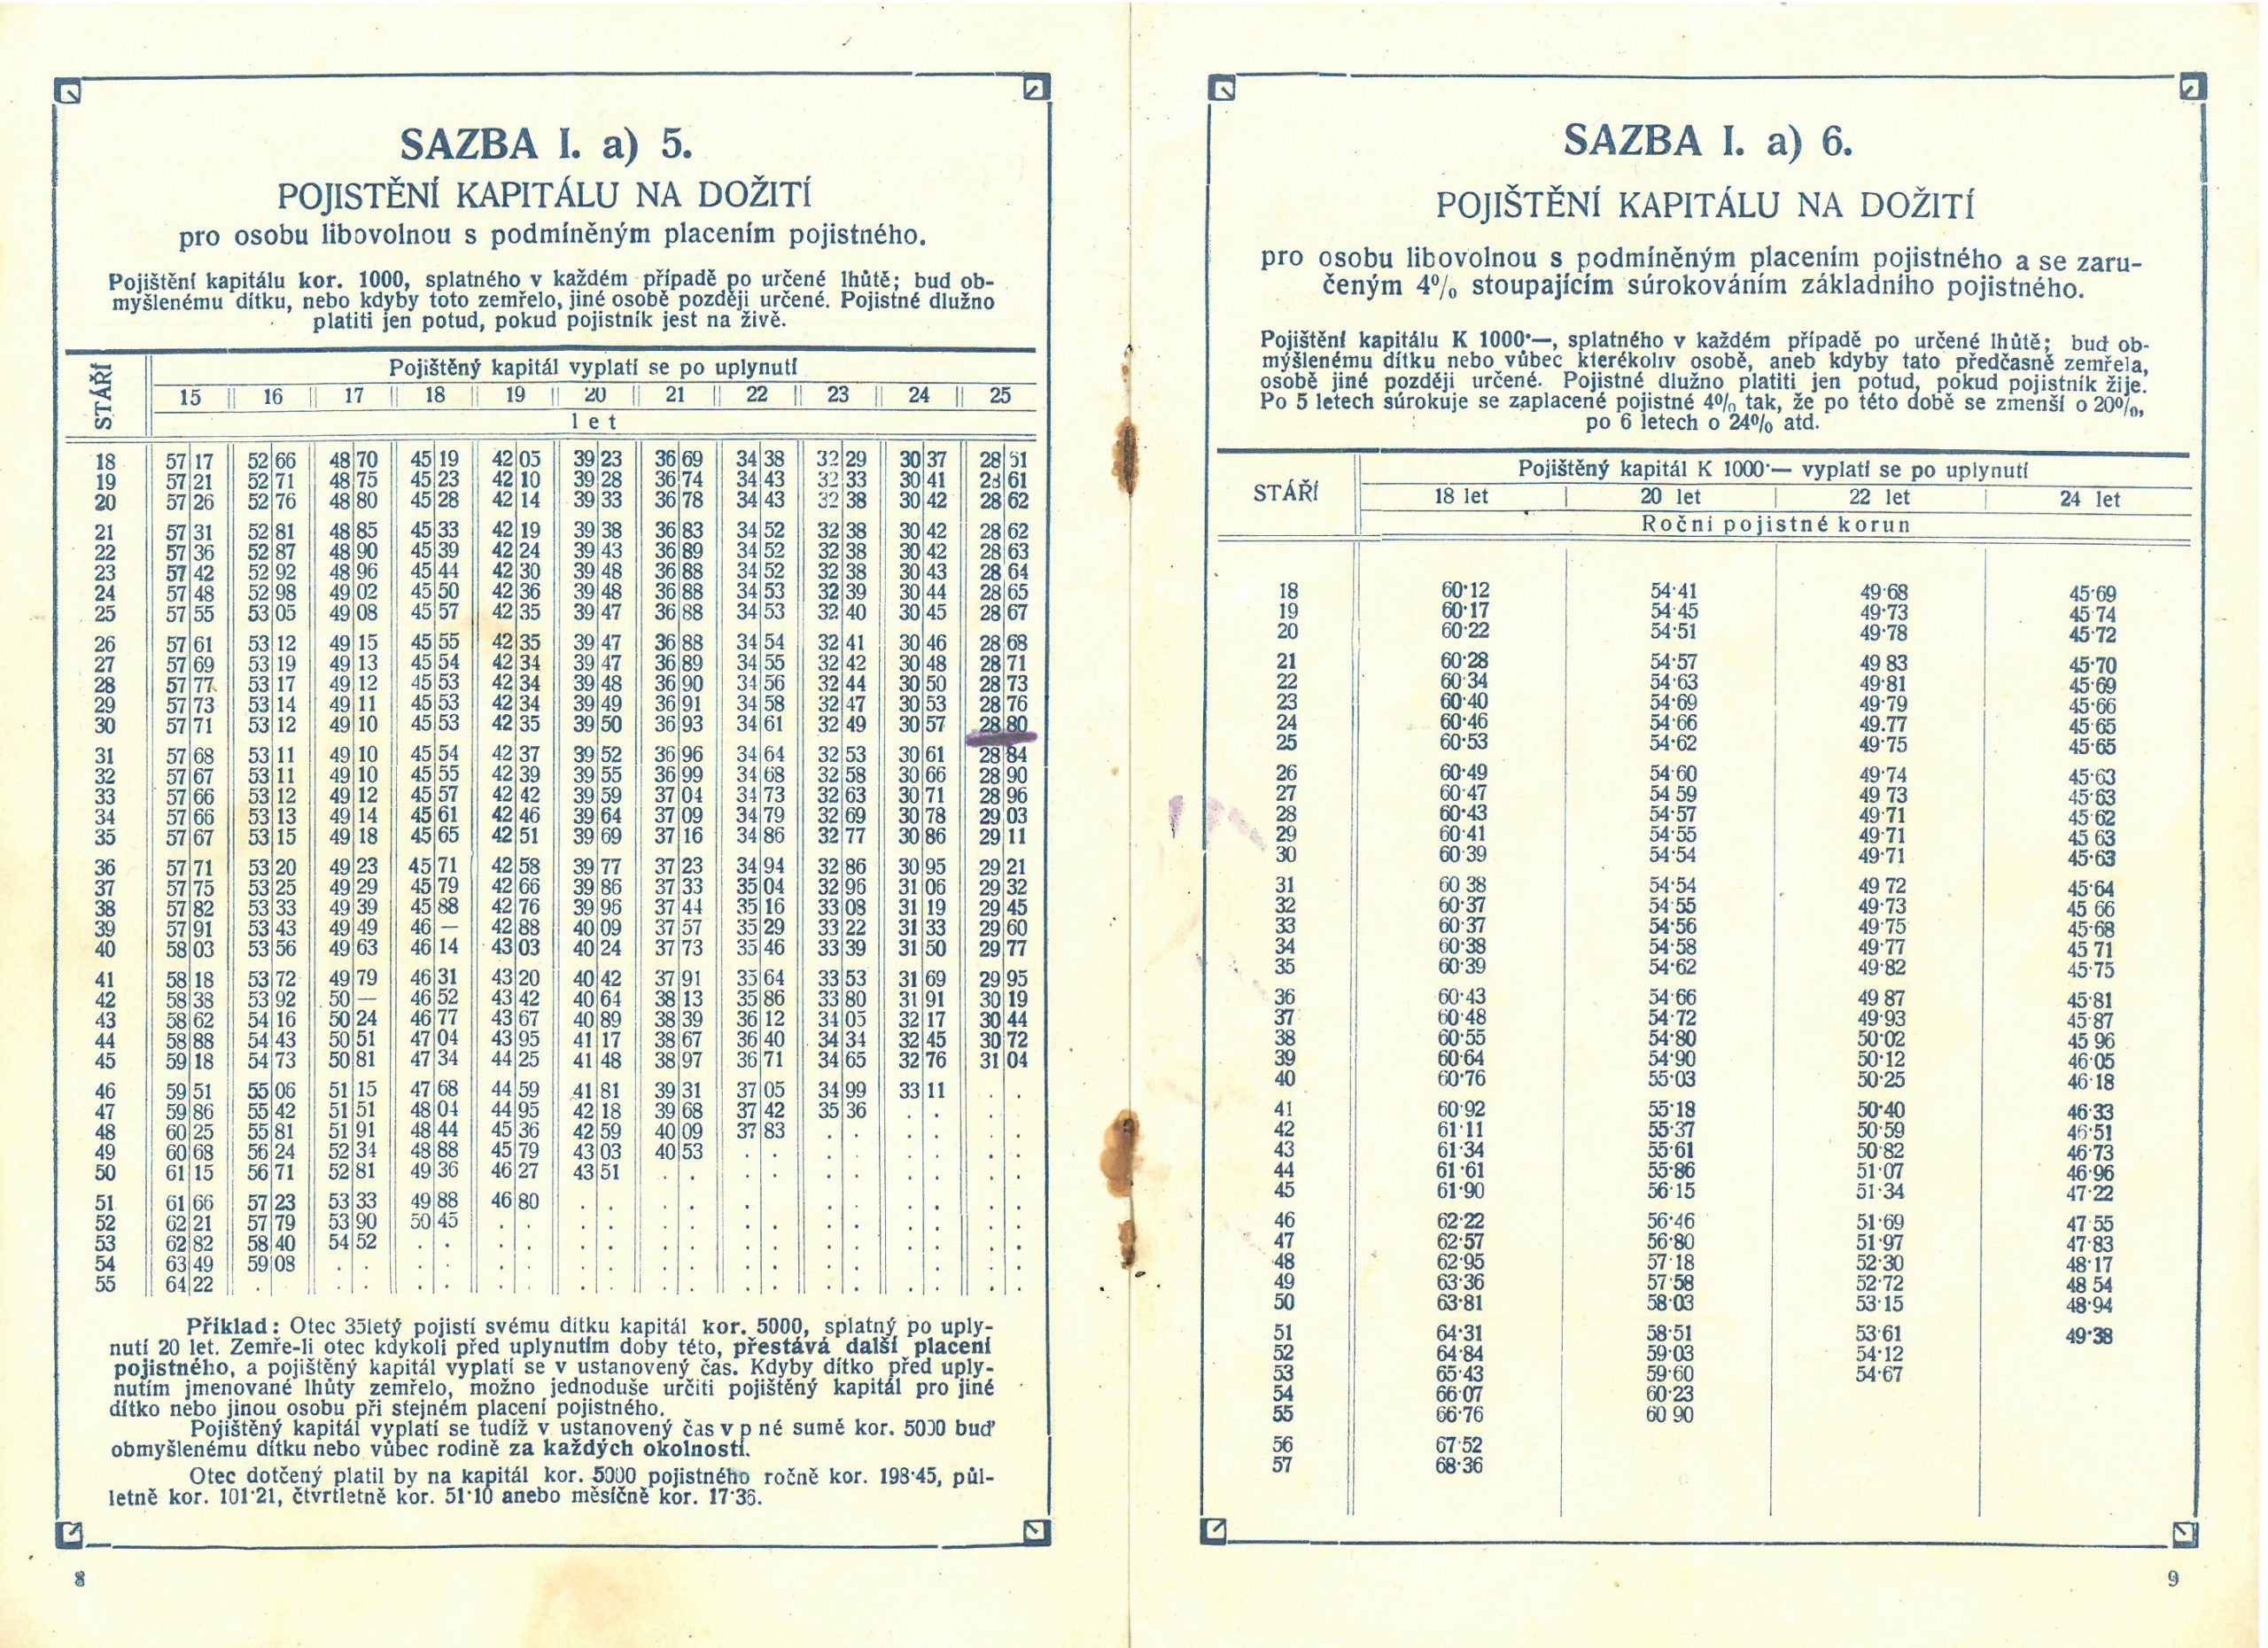 SAZBA I. a) 5.
POJISTĚNÍ KAPITÁLU NA DOŽITÍ
pro osobu libovolnou s podmíněným placením pojistného.
Pojištění kapitálu kor. 1000, splatného v každém případě po určené lhůtě; bud ob-
myšlenému dítku, nebo kdyby toto zemřelo, jiné osobě později určené. Pojistné dlužno
platiti jen potud, pokud pojistník jest na živě.
STÁŘÍ
Pojištěný kapitál vyplatí se po uplynutí
15 16 17 18 19 20 21 22 23 24 25
let
18 57 17 52 66 48 70 45 19 42 05 39 23 36 69 34 38 32 29 30 37 28 51
19 57 21 52 71 48 75 45 23 42 10 39 28 36 74 34 43 32 33 30 41 28 61
20 57 26 52 76 48 80 45 28 42 14 39 33 36 78 34 43 32 38 30 42 28 62
21 57 31 52 81 48 85 45 33 42 19 39 38 36 83 34 52 32 38 30 42 28 62
22 57 36 52 87 48 90 45 39 42 24 39 43 36 89 34 52 32 38 30 42 28 63
23 57 42 52 92 48 96 45 44 42 30 39 48 36 88 34 52 32 38 30 43 28 64
24 57 48 52 98 49 02 45 50 42 36 39 48 36 88 34 53 32 39 30 44 28 65
25 57 55 53 05 49 08 45 57 42 35 39 47 36 88 34 53 32 40 30 45 28 67
26 57 61 53 12 49 15 45 55 42 35 39 47 36 88 34 54 32 41 30 46 28 68
27 57 69 53 19 49 13 45 54 42 34 39 47 36 89 34 55 32 42 30 48 28 71
28 57 77 53 17 49 12 45 53 42 34 39 48 36 90 34 56 32 44 30 50 28 73
29 57 73 53 14 49 11 45 53 42 34 39 49 36 91 34 58 32 47 30 53 28 76
30 57 71 53 12 49 10 45 53 42 35 39 50 36 93 34 61 32 49 30 57 28 80
31 57 68 53 11 49 10 45 54 42 37 39 52 36 96 34 64 32 53 30 61 28 84
32 57 67 53 11 49 10 45 55 42 39 39 55 36 99 34 68 32 58 30 66 28 90
33 57 66 53 12 49 12 45 57 42 42 39 59 37 04 34 73 32 63 30 71 28 96
34 57 66 53 13 49 14 45 61 42 46 39 64 37 09 34 79 32 69 30 78 29 03
35 57 67 53 15 49 18 45 65 42 51 39 69 37 16 34 86 32 77 30 86 29 11
36 57 71 53 20 49 23 45 71 42 58 39 77 37 23 34 94 32 86 30 95 29 21
37 57 75 53 25 49 29 45 79 42 66 39 86 37 33 35 04 32 96 31 06 29 32
38 57 82 53 33 49 39 45 88 42 76 39 96 37 44 35 16 33 08 31 19 29 45
39 57 91 53 43 49 49 46 — 42 88 40 09 37 57 35 29 33 22 31 33 29 60
40 58 03 53 56 49 63 46 14 43 03 40 24 37 73 35 46 33 39 31 50 29 77
41 58 18 53 72 49 79 46 31 43 20 40 42 37 91 35 64 33 53 31 69 29 95
42 58 38 53 92 50 — 46 52 43 42 40 64 38 13 35 86 33 80 31 91 30 19
43 58 62 54 16 50 24 46 77 43 67 40 89 38 39 36 12 34 05 32 17 30 44
44 58 88 54 43 50 51 47 04 43 95 41 17 38 67 36 40 34 34 32 45 30 72
45 59 18 54 73 50 81 47 34 44 25 41 48 38 97 36 71 34 65 32 76 31 04
46 59 51 55 06 51 15 47 68 44 59 41 81 39 31 37 05 34 99 33 11 . .
47 59 86 55 42 51 51 48 04 44 95 42 18 39 68 37 42 35 36 . . . .
48 60 25 55 81 51 91 48 44 45 36 42 59 40 09 37 83 . . . . . .
49 60 68 56 24 52 34 48 88 45 79 43 03 40 53 . . . . . . . .
50 61 15 56 71 52 81 49 36 46 27 43 51 . . . . . . . . . .
51 61 66 57 23 53 33 49 88 46 80 . . . . . . . . . . . .
52 62 21 57 79 53 90 50 45 . . . . . . . . . . . . . .
53 62 82 58 40 54 52 . . . . . . . . . . . . . . . .
54 63 49 59 08 . . . . . . . . . . . . . . . . . .
55 64 22 . . . . . . . . . . . . . . . . . . . .
Příklad: Otec 35letý pojistí svému dítku kapitál kor. 5000, splatný po uply-
nutí 20 let. Zemře-li otec kdykoli před uplynutím doby této, přestává další placení
pojistného, a pojištěný kapitál vyplatí se v ustanovený čas. Kdyby dítko před uply-
nutím jmenované lhůty zemřelo, možno jednoduše určiti pojištěný kapitál pro jiné
dítko nebo jinou osobu při stejném placení pojistného.
Pojištěný kapitál vyplatí se tudíž v ustanovený čas v p né sumě kor. 5000 buď
obmyšlenému dítku nebo vůbec rodině za každých okolností.
Otec dotčený platil by na kapitál kor. 5000 pojistného ročně kor. 198·45, půl-
letně kor. 101·21, čtvrtletně kor. 51·10 anebo měsíčně kor. 17·36.
8
SAZBA I. a) 6.
POJIŠTĚNÍ KAPITÁLU NA DOŽITÍ
pro osobu libovolnou s podmíněným placením pojistného a se zaru-
čeným 4% stoupajícím súrokováním základního pojistného.
Pojištění kapitálu K 1000·—, splatného v každém případě po určené lhůtě; bud ob-
myšlenému dítku nebo vůbec kterékoliv osobě, aneb kdyby tato předčasně zemřela,
osobě jiné později určené. Pojistné dlužno platiti jen potud, pokud pojistník žije.
Po 5 letech súrokuje se zaplacené pojistné 4% tak, že po této době se zmenší o 20%,
po 6 letech o 24% atd.
STÁŘÍ
Pojištěný kapitál K 1000·— vyplatí se po uplynutí
18 let 20 let 22 let 24 let
Roční pojistné korun
18 60·12 54·41 49·68 45·69
19 60·17 54 45 49·73 45 74
20 60·22 54·51 49·78 45·72
21 60·28 54·57 49 83 45·70
22 60 34 54·63 49·81 45·69
23 60·40 54·69 49·79 45·66
24 60·46 54·66 49.77 45·65
25 60·53 54·62 49·75 45·65
26 60·49 54·60 49·74 45·63
27 60·47 54 59 49 73 45·63
28 60·43 54·57 49·71 45·62
29 60·41 54·55 49·71 45 63
30 60·39 54·54 49·71 45·63
31 60 38 54·54 49 72 45·64
32 60·37 54·55 49·73 45 66
33 60·37 54·56 49·75 45·68
34 60·38 54·58 49·77 45 71
35 60·39 54·62 49·82 45·75
36 60·43 54·66 49 87 45·81
37 60·48 54·72 49·93 45·87
38 60·55 54·80 50·02 45 96
39 60·64 54·90 50·12 46·05
40 60·76 55·03 50·25 46·18
41 60·92 55·18 50·40 46·33
42 61·11 55·37 50·59 46·51
43 61·34 55·61 50·82 46·73
44 61·61 55·86 51·07 46·96
45 61·90 56·15 51·34 47·22
46 62·22 56·46 51·69 47·55
47 62·57 56·80 51·97 47·83
48 62·95 57·18 52·30 48·17
49 63·36 57·58 52·72 48 54
50 63·81 58·03 53·15 48·94
51 64·31 58·51 53·61 49·38
52 64·84 59·03 54·12
53 65·43 59·60 54·67
54 66·07 60·23
55 66·76 60 90
56 67·52
57 68·36
9